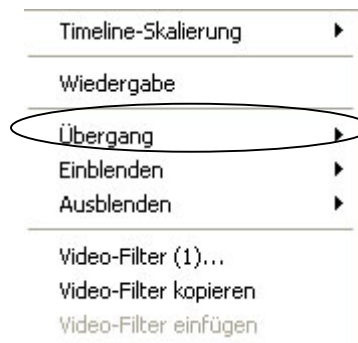 Timeline-Skalierung
Wiedergabe
Übergang
Einblenden
Ausblenden
Video-Filter (1)...
Video-Filter kopieren
Video-Filter einfügen